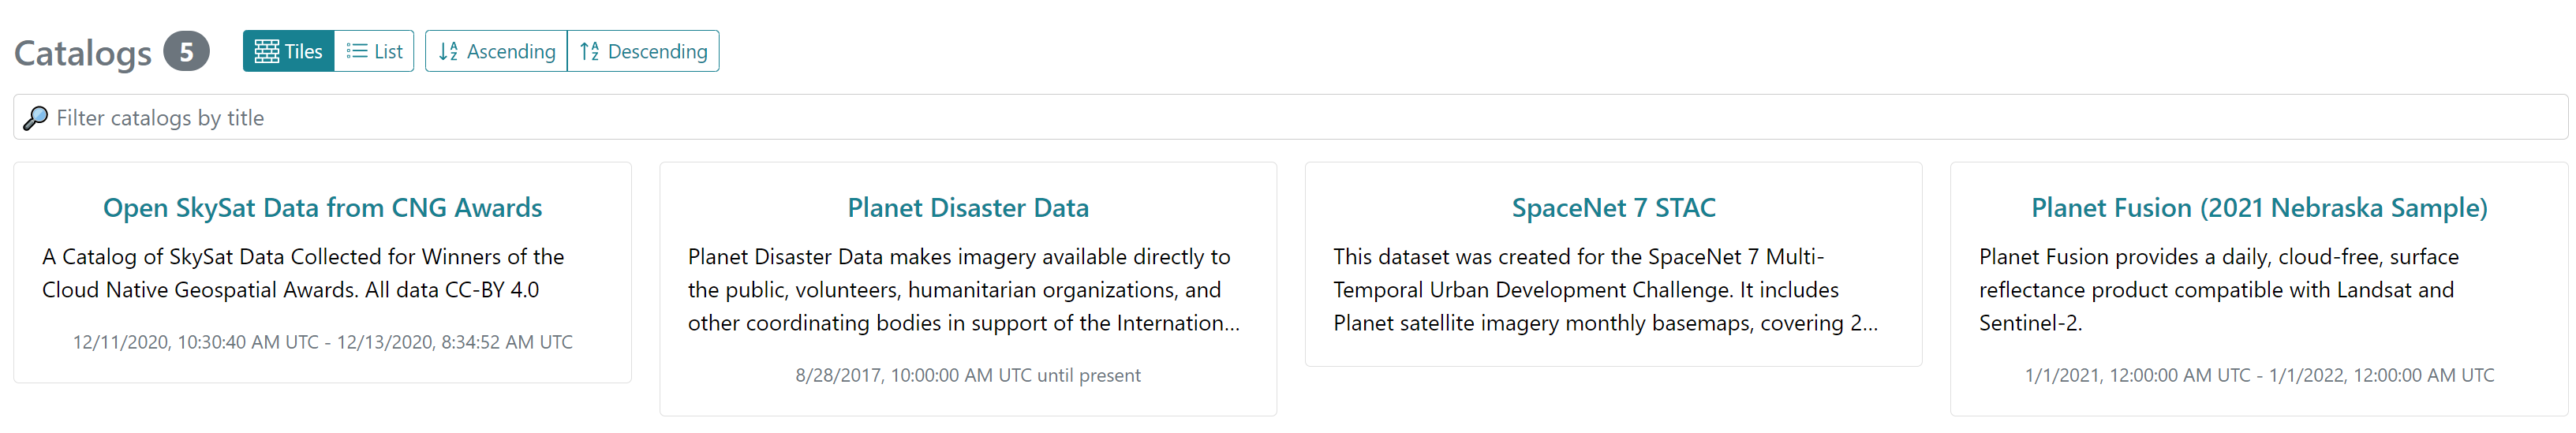 Catalogs 5 Tiles List Ascending Descending
Filter catalogs by title
Open SkySat Data from CNG Awards
A Catalog of SkySat Data Collected for Winners of the
Cloud Native Geospatial Awards. All data CC-BY 4.0
12/11/2020, 10:30:40 AM UTC - 12/13/2020, 8:34:52 AM UTC
Planet Disaster Data
Planet Disaster Data makes imagery available directly to
the public, volunteers, humanitarian organizations, and
other coordinating bodies in support of the Internation...
8/28/2017, 10:00:00 AM UTC until present
SpaceNet 7 STAC
This dataset was created for the SpaceNet 7 Multi-
Temporal Urban Development Challenge. It includes
Planet satellite imagery monthly basemaps, covering 2...
Planet Fusion (2021 Nebraska Sample)
Planet Fusion provides a daily, cloud-free, surface
reflectance product compatible with Landsat and
Sentinel-2.
1/1/2021, 12:00:00 AM UTC - 1/1/2022, 12:00:00 AM UTC